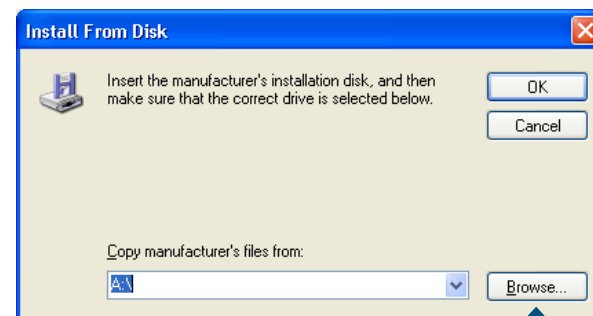 Install From Disk
Insert the manufacturer's installation disk, and then
make sure that the correct drive is selected below.
OK
Cancel
Copy manufacturer's files from:
A:\
Browse...